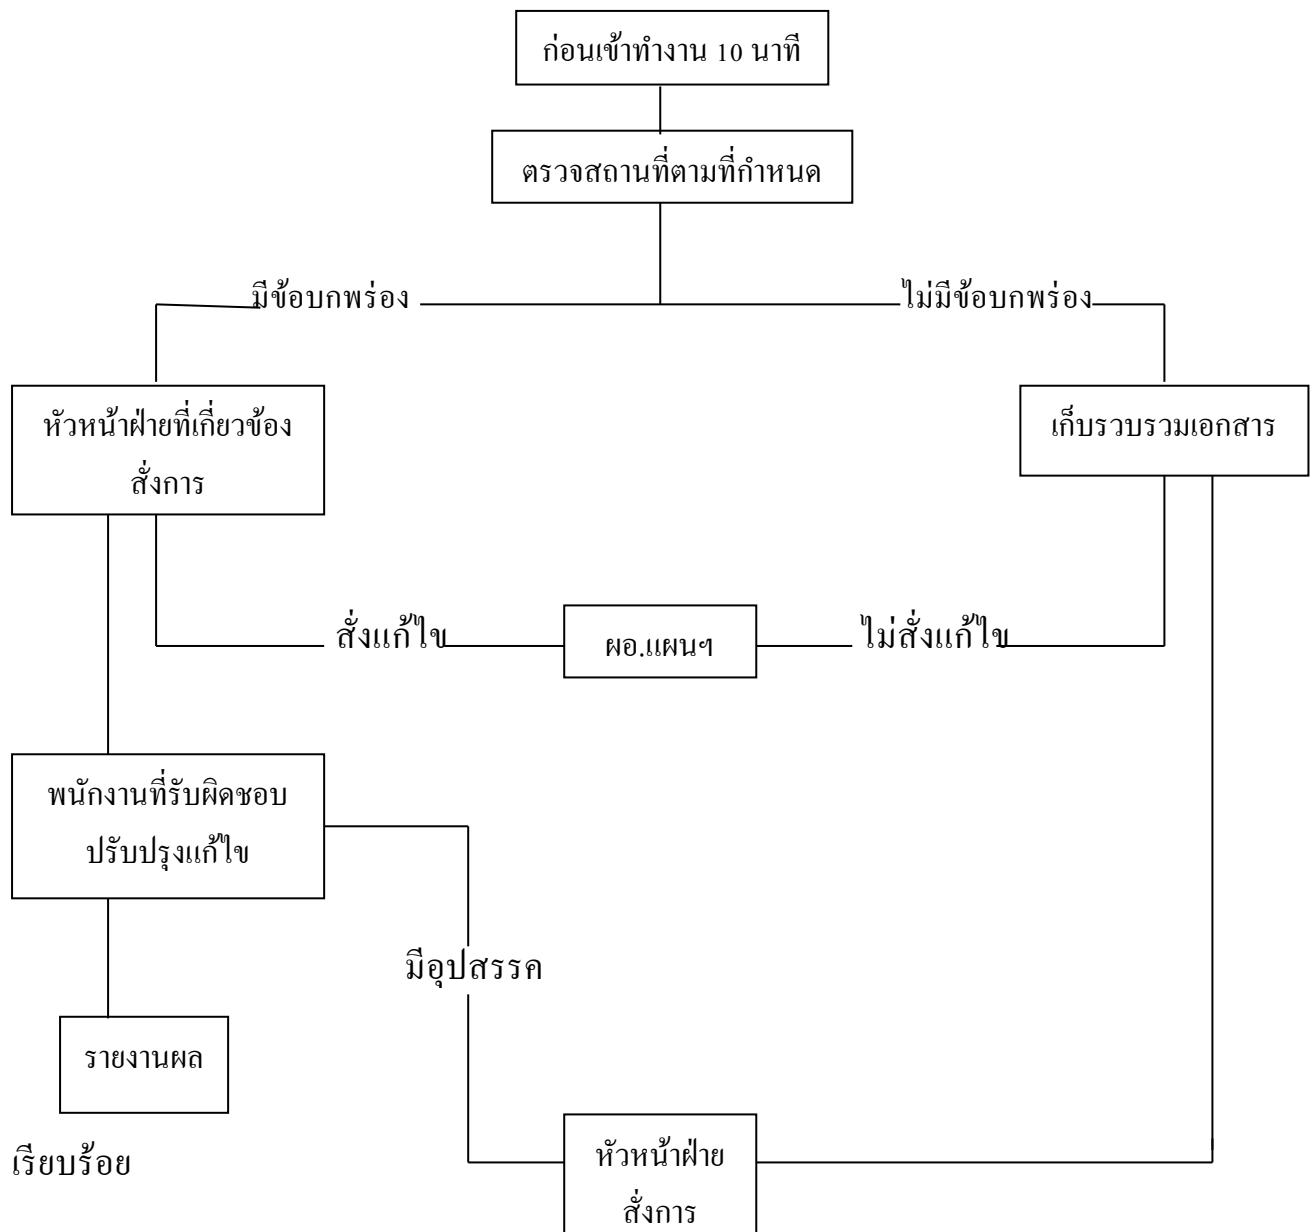 ก่อนเข้าทำงาน 10 นาที
ตรวจสถานที่ตามที่กำหนด
มีข้อบกพร่อง
ไม่มีข้อบกพร่อง
หัวหน้าฝ่ายที่เกี่ยวข้อง
สั่งการ
เก็บรวบรวมเอกสาร
สั่งแก้ไข
ผอ.แผนฯ
ไม่สั่งแก้ไข
พนักงานที่รับผิดชอบ
ปรับปรุงแก้ไข
มีอุปสรรค
รายงานผล
เรียบร้อย
หัวหน้าฝ่าย
สั่งการ